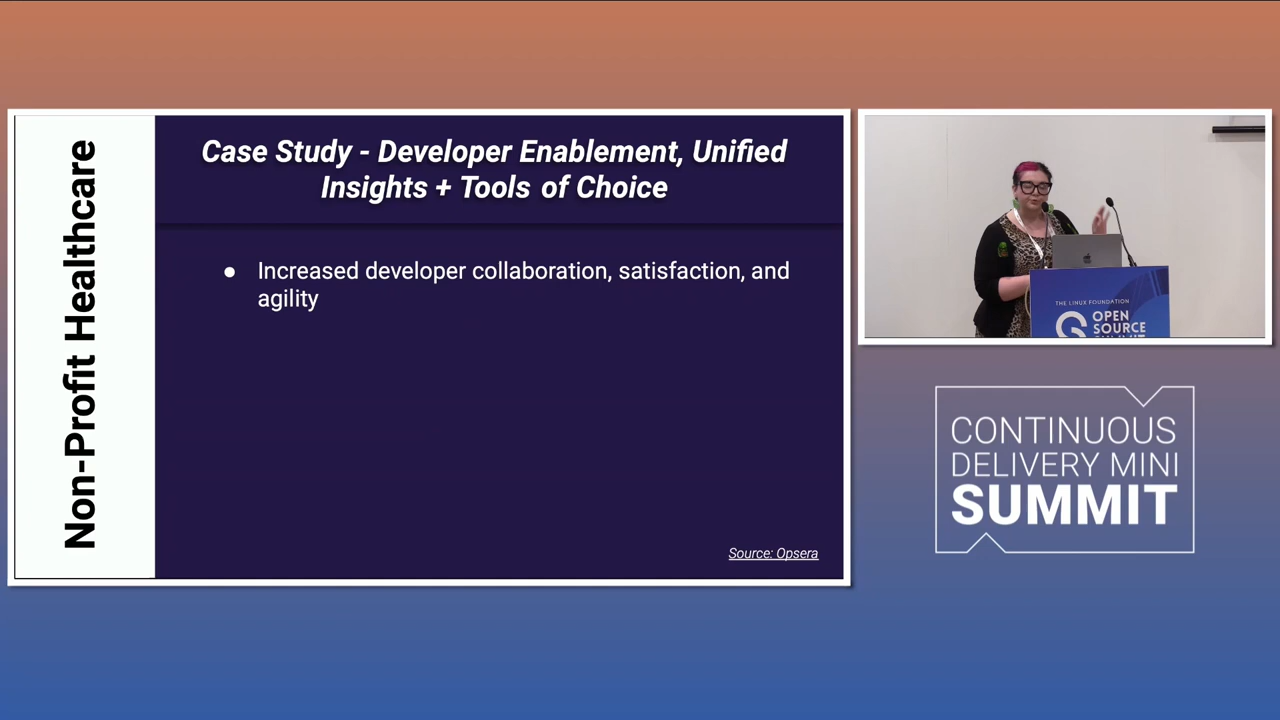 Non-Profit Healthcare
Case Study - Developer Enablement, Unified
Insights + Tools of Choice
● Increased developer collaboration, satisfaction, and
agility
Source: Opsera
THE LINUX FOUNDATION
OPEN
SOURCE
SUMMIT
CONTINUOUS
DELIVERY MINI
SUMMIT